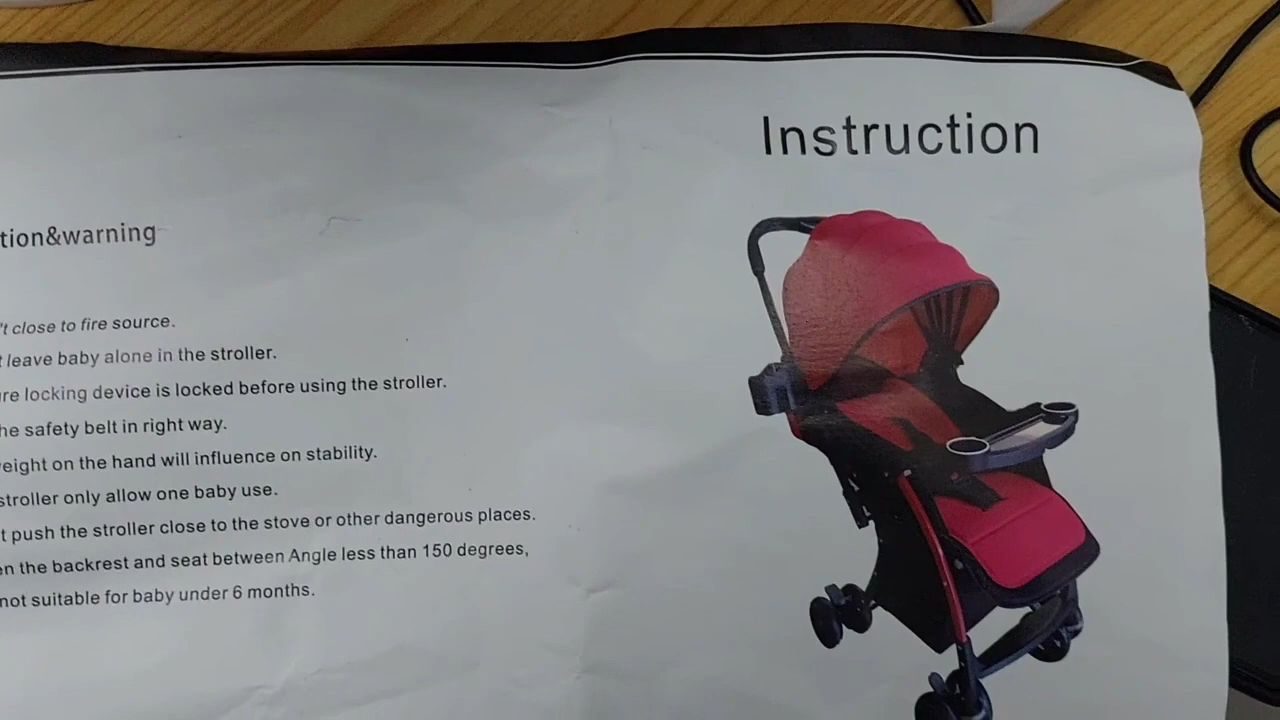 Instruction
tion&warning
't close to fire source.
t leave baby alone in the stroller.
re locking device is locked before using the stroller.
he safety belt in right way.
eight on the hand will influence on stability.
stroller only allow one baby use.
t push the stroller close to the stove or other dangerous places.
en the backrest and seat between Angle less than 150 degrees,
not suitable for baby under 6 months.